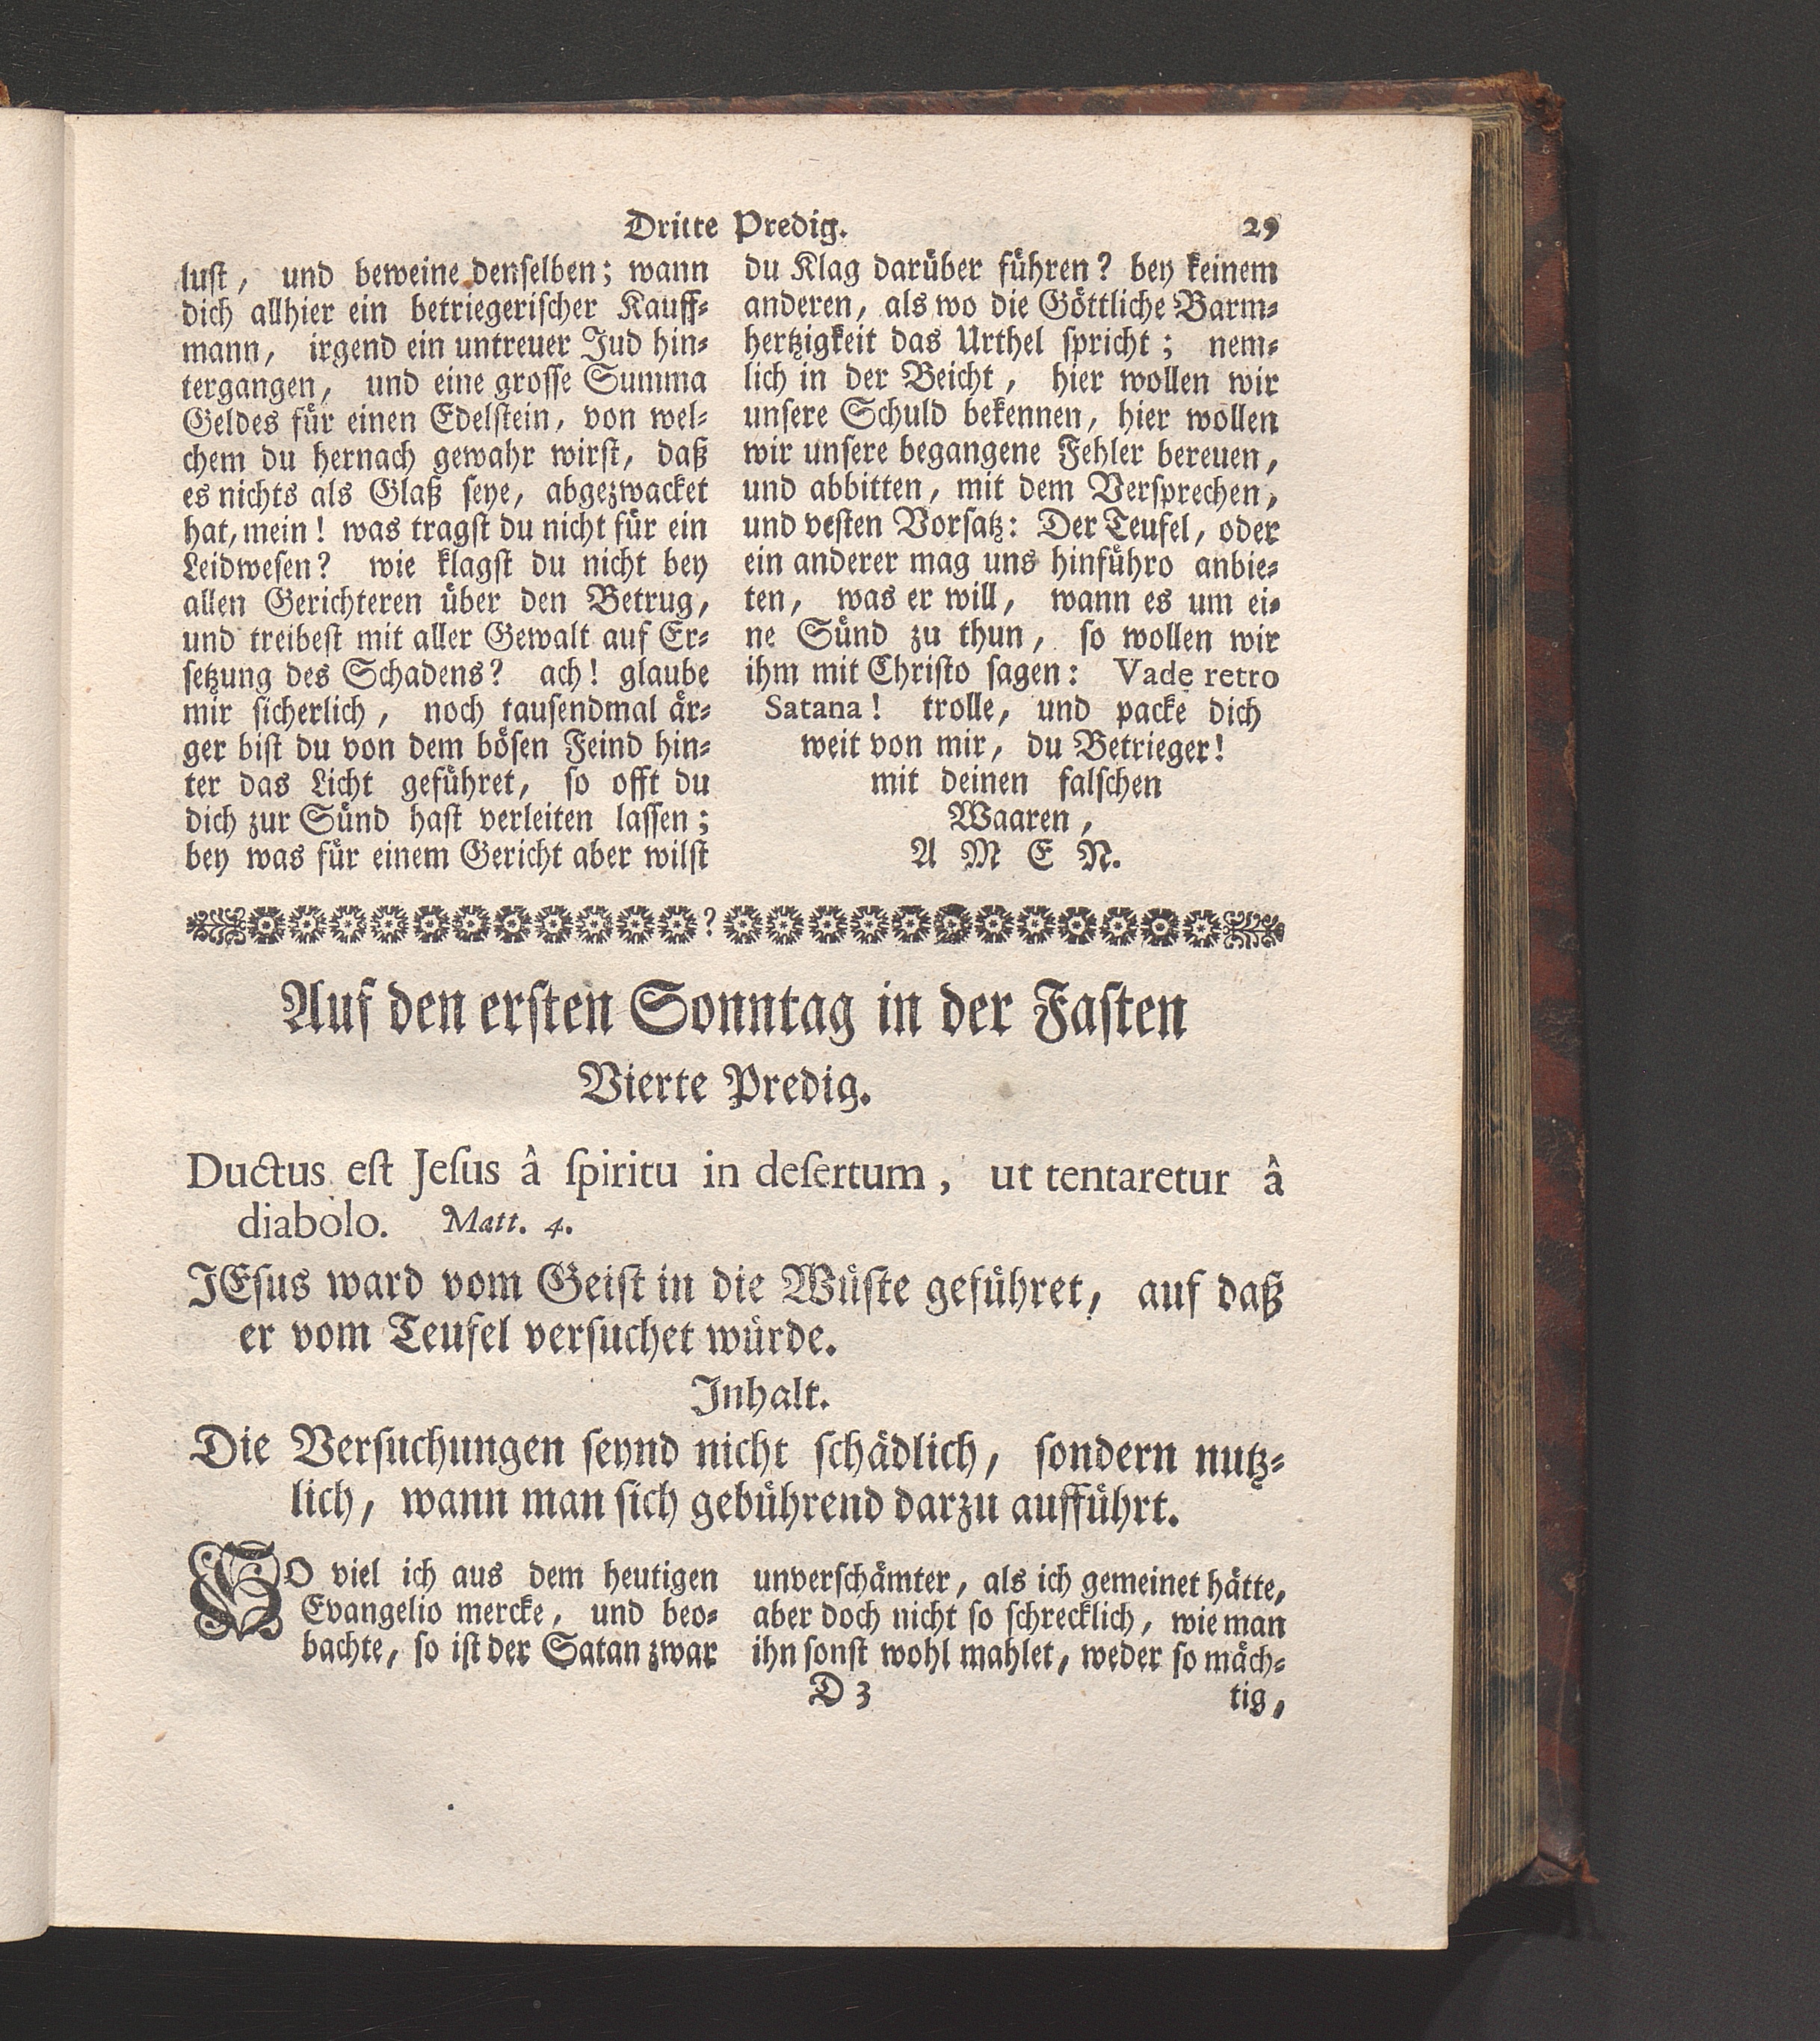 Dritte Predig. 29
lust, und beweine denselben; wann
dich allhier ein betriegerischer Kauff-
mann, irgend ein untreuer Jud hin-
tergangen, und eine grosse Summa
Geldes für einen Edelstein, von wel-
chem du hernach gewahr wirst, daß
es nichts als Glaß seye, abgezwacket
hat, mein! was tragst du nicht für ein
Leidwesen? wie klagst du nicht bey
allen Gerichteren über den Betrug,
und treibest mit aller Gewalt auf Er-
setzung des Schadens? ach! glaube
mir sicherlich, noch tausendmal är-
ger bist du von dem bösen Feind hin-
ter das Licht geführet, so offt du
dich zur Sünd hast verleiten lassen;
bey was für einem Gericht aber wilst
du Klag darüber führen? bey keinem
anderen, als wo die Göttliche Barm-
hertzigkeit das Urthel spricht; nem-
lich in der Beicht, hier wollen wir
unsere Schuld bekennen, hier wollen
wir unsere begangene Fehler bereuen,
und abbitten, mit dem Versprechen,
und vesten Vorsatz: Der Teufel, oder
ein anderer mag uns hinführo anbie-
ten, was er will, wann es um ei-
ne Sünd zu thun, so wollen wir
ihm mit Christo sagen: Vade retro
Satana! trolle, und packe dich
weit von mir, du Betrieger!
mit deinen falschen
Waaren,
A M E N.
Auf den ersten Sonntag in der Fasten
Vierte Predig.
Ductus est Jesus â spiritu in desertum, ut tentaretur â
diabolo. Matt. 4.
JEsus ward vom Geist in die Wüste geführet, auf daß
er vom Teufel versuchet würde.
Inhalt.
Die Versuchungen seynd nicht schädlich, sondern nutz-
lich, wann man sich gebührend darzu aufführt.
SO viel ich aus dem heutigen
Evangelio mercke, und beo-
bachte, so ist der Satan zwar
unverschämter, als ich gemeinet hätte,
aber doch nicht so schrecklich, wie man
ihn sonst wohl mahlet, weder so mäch-
D 3 tig,